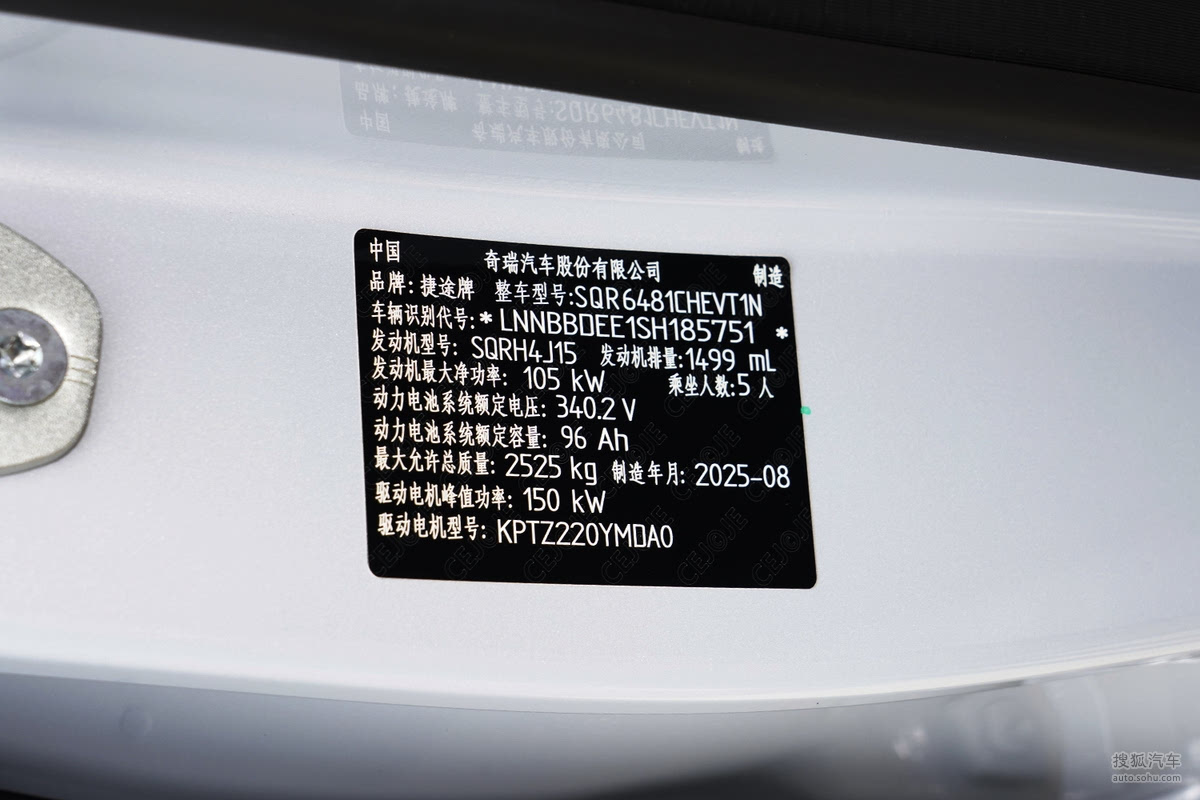 中国 奇瑞汽车股份有限公司 制造
品牌: 捷途牌 整车型号:SQR6481CHEVT1N
车辆识别代号:*LNNBBDEE1SH185751 *
发动机型号: SQRH4J15 发动机排量:1499 mL
发动机最大净功率: 105 kW 乘坐人数:5 人
动力电池系统额定电压: 340.2 V
动力电池系统额定容量: 96 Ah
最大允许总质量: 2525 kg 制造年月: 2025-08
驱动电机峰值功率: 150 kW
驱动电机型号: KPTZ220YMDA0
搜狐汽车
auto.sohu.com